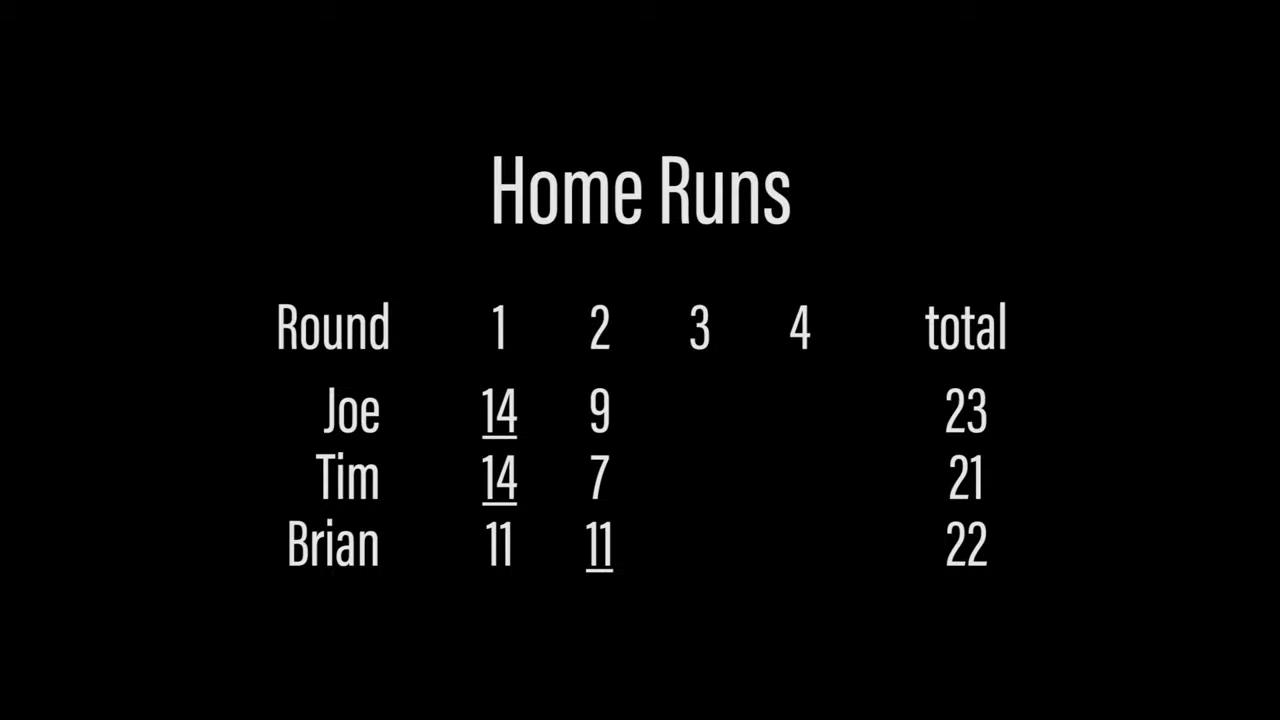 Home Runs
Round 1 2 3 4 total
Joe 14 9 23
Tim 14 7 21
Brian 11 11 22